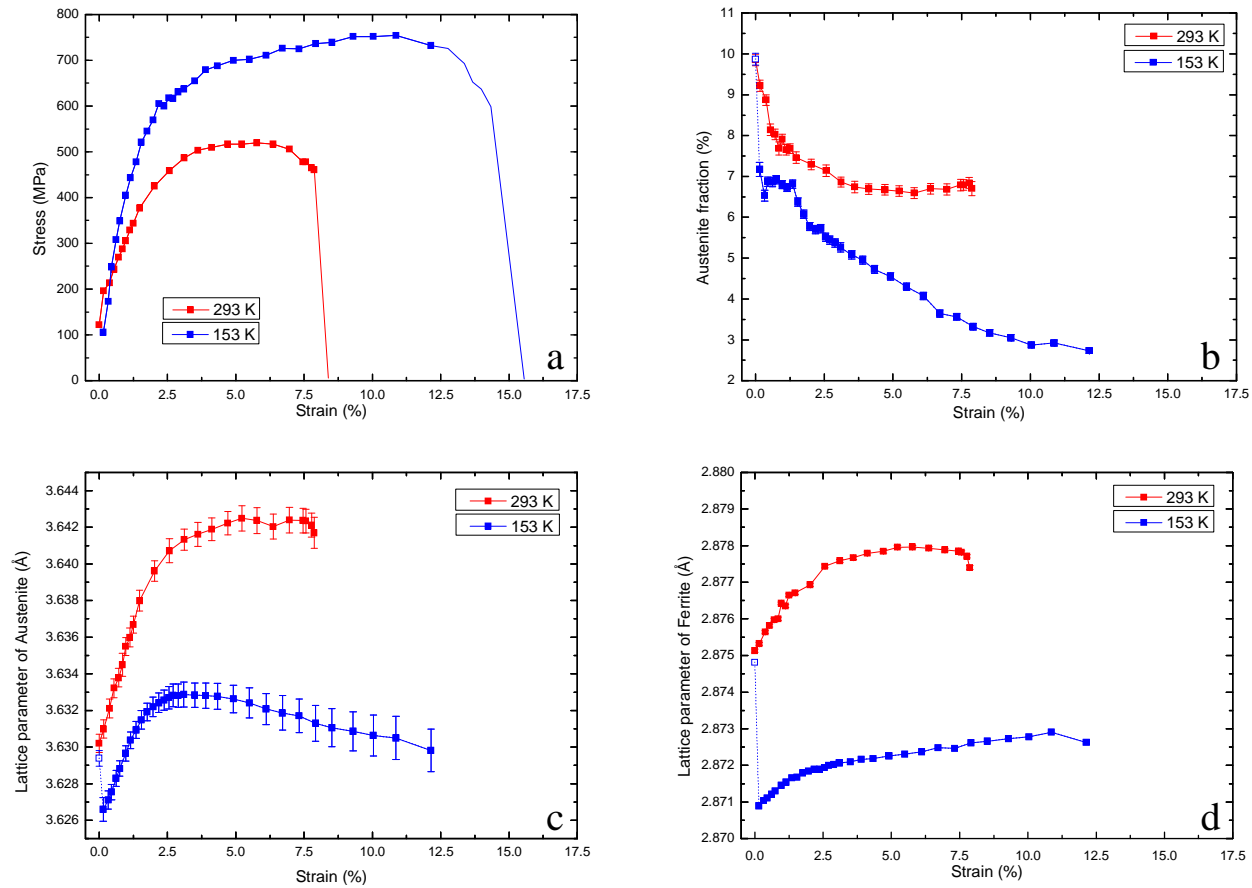 800
700
600
500
400
300
200
100
0
Stress (MPa)
293 K
153 K
a
0.0 2.5 5.0 7.5 10.0 12.5 15.0 17.5
Strain (%)
11
10
9
8
7
6
5
4
3
2
Austenite fraction (%)
293 K
153 K
b
0.0 2.5 5.0 7.5 10.0 12.5 15.0 17.5
Strain (%)
3.644
3.642
3.640
3.638
3.636
3.634
3.632
3.630
3.628
3.626
Lattice parameter of Austenite (Å)
293 K
153 K
c
0.0 2.5 5.0 7.5 10.0 12.5 15.0 17.5
Strain (%)
2.880
2.879
2.878
2.877
2.876
2.875
2.874
2.873
2.872
2.871
2.870
Lattice parameter of Ferrite (Å)
293 K
153 K
d
0.0 2.5 5.0 7.5 10.0 12.5 15.0 17.5
Strain (%)